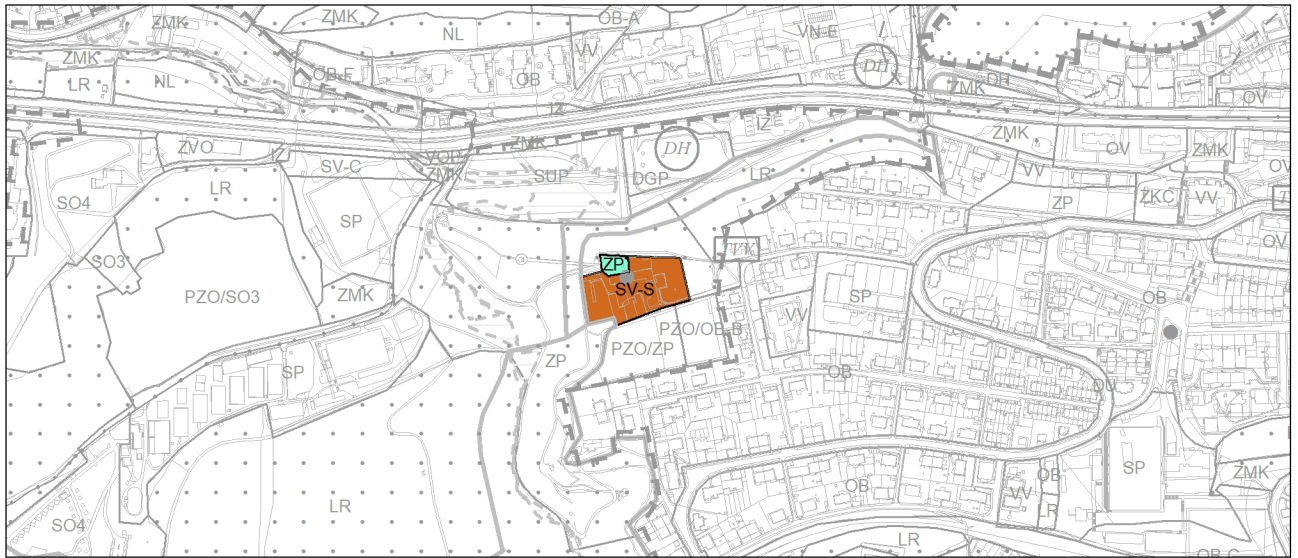 ZMK
OB-A
ZMK
NL
VV
VN-E
DH
ZMK
OB-F
OB
DH
ZMK
LR
NL
IZ
OV
IZ
ZMK
ZMK
OV
ZMK
ZVO
DH
SV-C
ZMK
SUP
DGP
LR
VV
OV
LR
SO4
SP
ZP
ZKC
VV
TVK
OV
SO3
ZP
SV-S
PZO/SO3
ZMK
SP
OB
PZO/OB-B
VV
PZO/ZP
ZP
SP
OB
OU
SP
ZMK
OB
OB
VV
LR
SO4
LR
LR